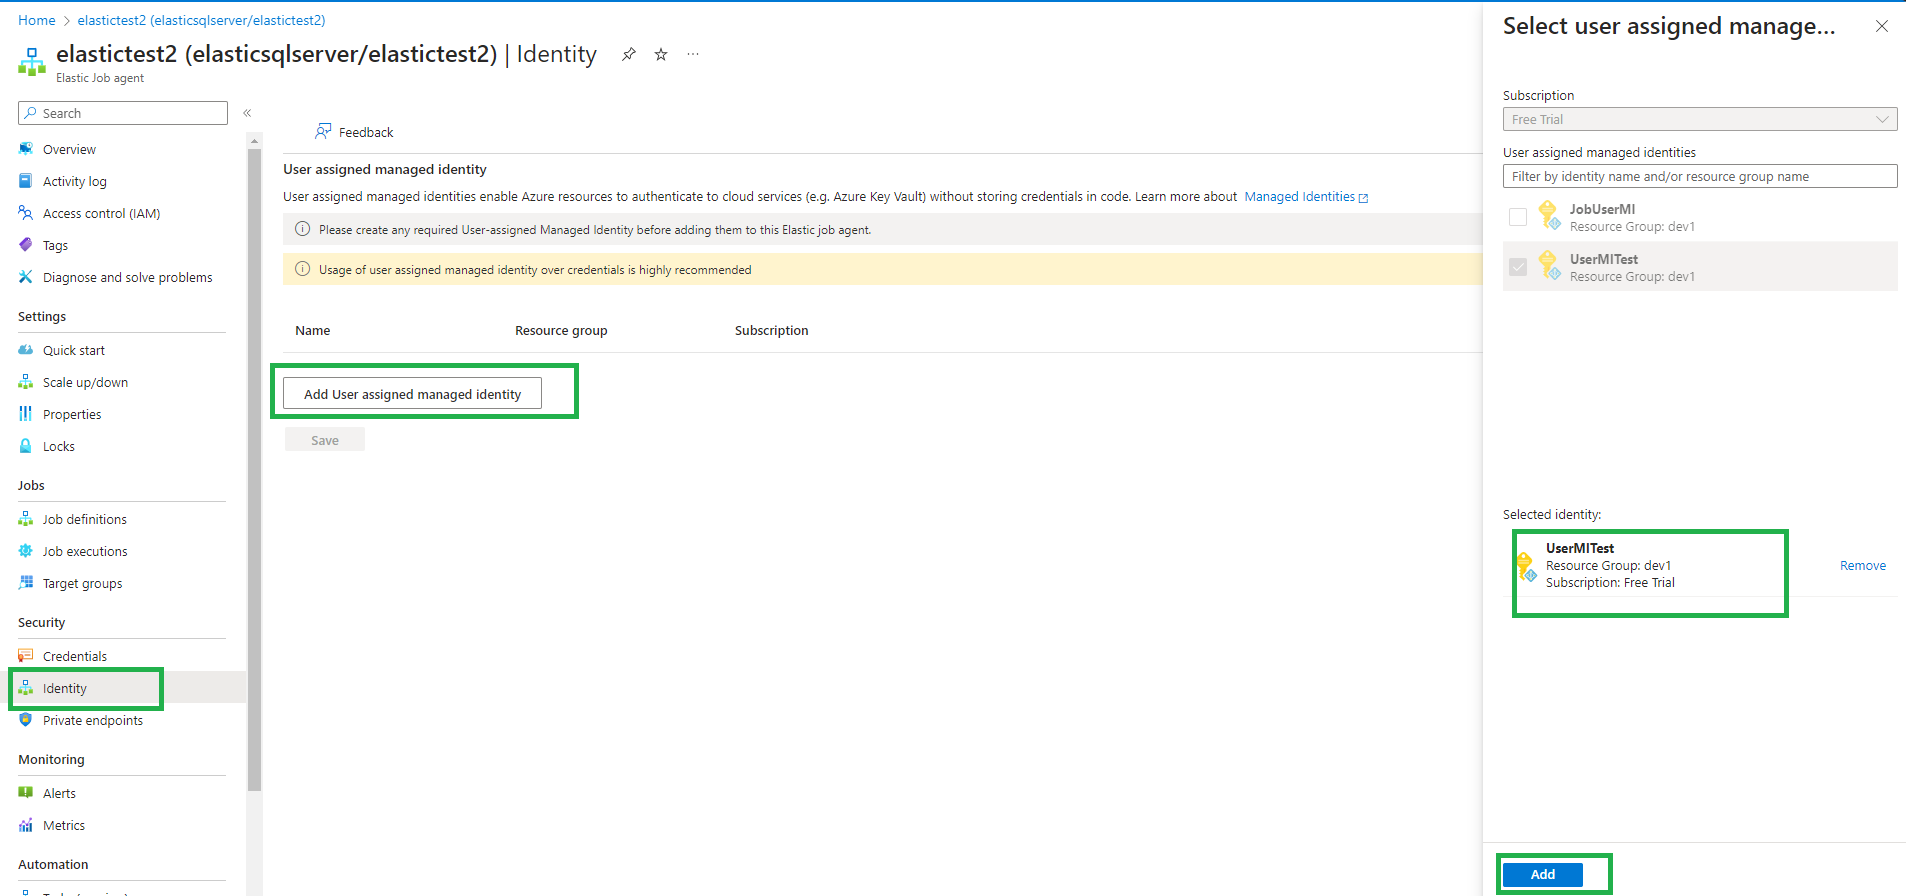 Home > elastictest2 (elasticsqlserver/elastictest2)
elastictest2 (elasticsqlserver/elastictest2) | Identity
Elastic Job agent
Search
Overview
Activity log
Access control (IAM)
Tags
Diagnose and solve problems
Settings
Quick start
Scale up/down
Properties
Locks
Jobs
Job definitions
Job executions
Target groups
Security
Credentials
Identity
Private endpoints
Monitoring
Alerts
Metrics
Automation
Feedback
User assigned managed identity
User assigned managed identities enable Azure resources to authenticate to cloud services (e.g. Azure Key Vault) without storing credentials in code. Learn more about Managed Identities
Please create any required User-assigned Managed Identity before adding them to this Elastic job agent.
Usage of user assigned managed identity over credentials is highly recommended
Name Resource group Subscription
Add User assigned managed identity
Save
Select user assigned manage...
Subscription
Free Trial
User assigned managed identities
Filter by identity name and/or resource group name
JobUserMI
Resource Group: dev1
UserMITest
Resource Group: dev1
Selected identity:
UserMITest
Resource Group: dev1
Subscription: Free Trial
Remove
Add